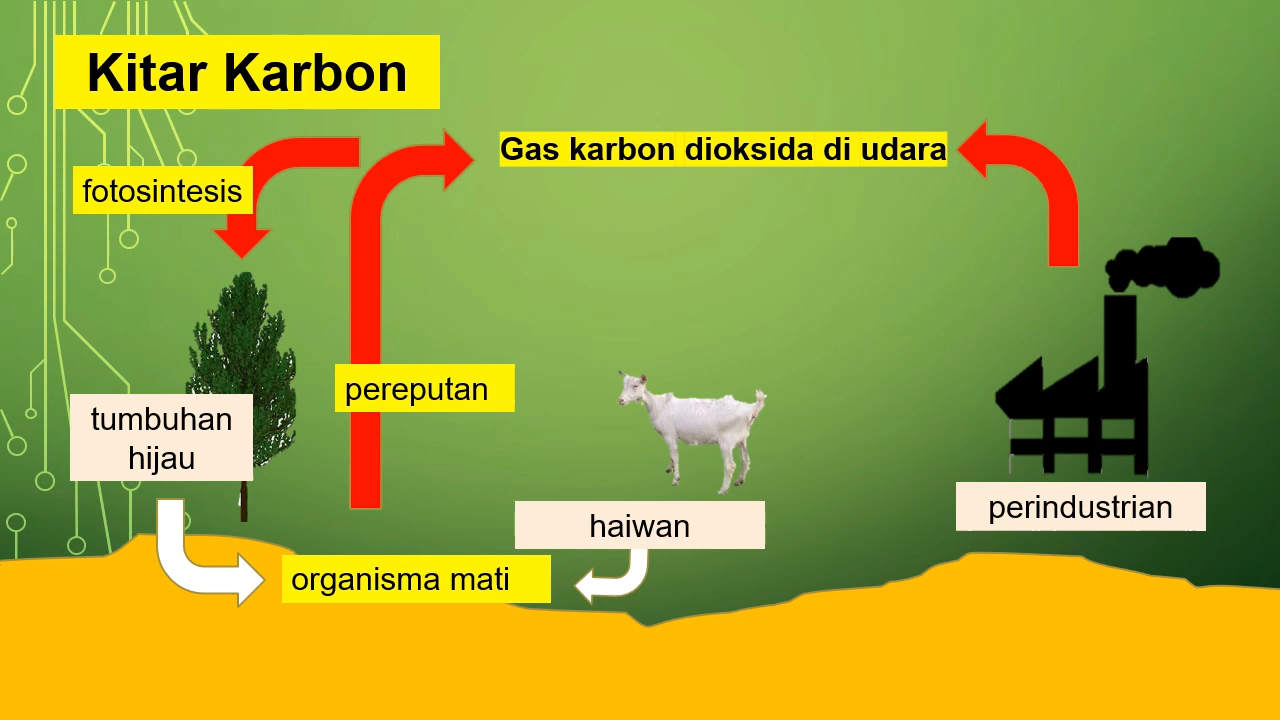 Kitar Karbon
Gas karbon dioksida di udara
fotosintesis
pereputan
tumbuhan
hijau
perindustrian
haiwan
organisma mati